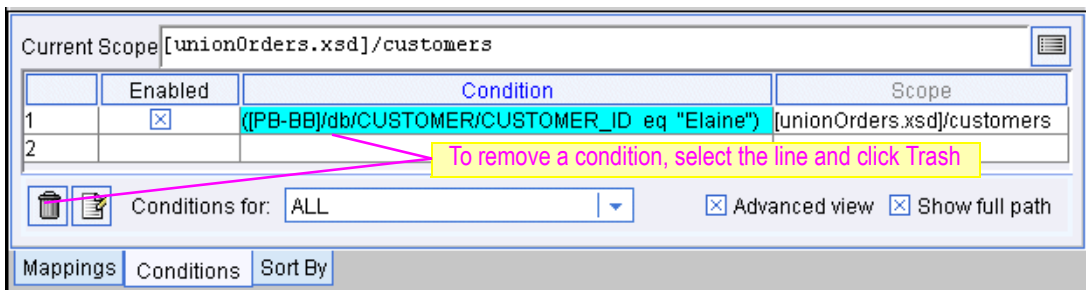 Current Scope [unionOrders.xsd]/customers
Enabled Condition Scope
1 ([PB-BB]/db/CUSTOMER/CUSTOMER_ID eq "Elaine") [unionOrders.xsd]/customers
2
To remove a condition, select the line and click Trash
Conditions for: ALL Advanced view Show full path
Mappings Conditions Sort By